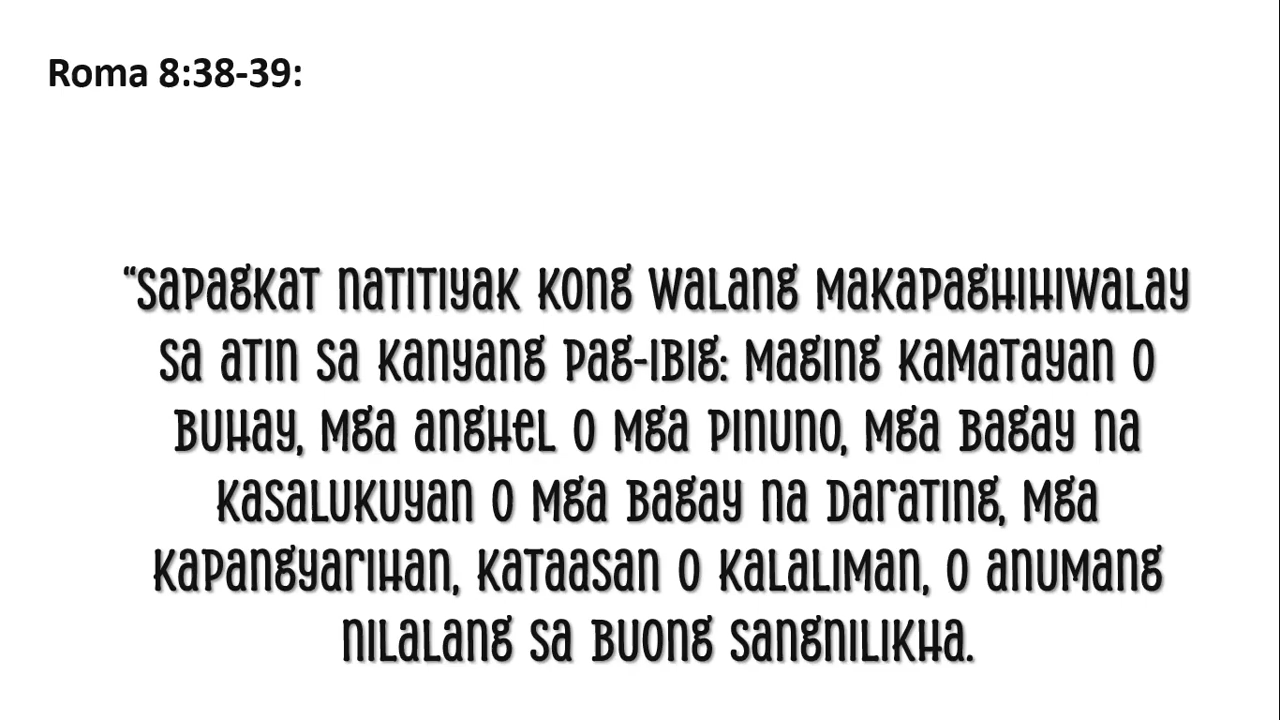 Roma 8:38-39:
“Sapagkat natitiyak kong walang makapaghihiwalay
sa atin sa kanyang pag-ibig: maging kamatayan o
buhay, mga anghel o mga pinuno, mga bagay na
kasalukuyan o mga bagay na darating, mga
kapangyarihan, kataasan o kalaliman, o anumang
nilalang sa buong sangnilikha.